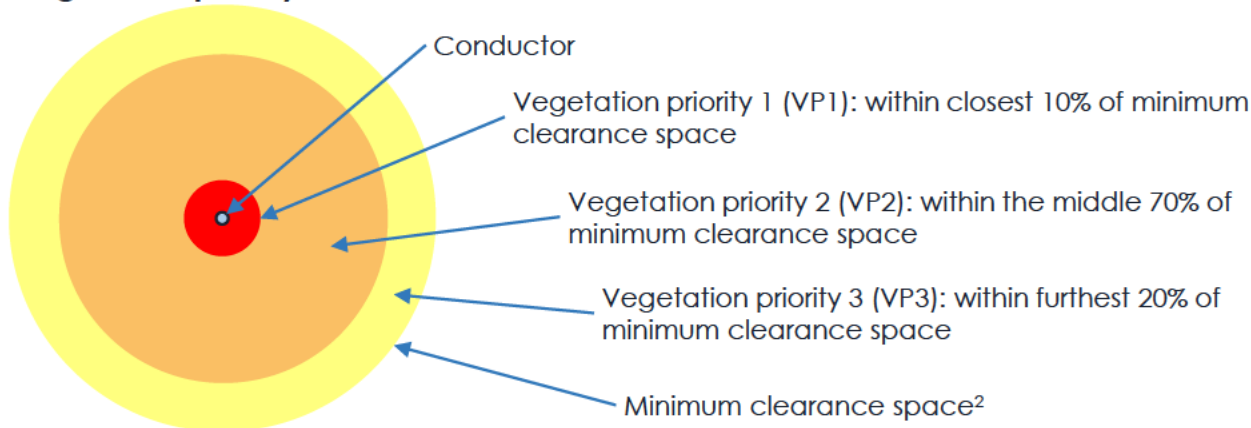 Conductor
Vegetation priority 1 (VP1): within closest 10% of minimum
clearance space
Vegetation priority 2 (VP2): within the middle 70% of
minimum clearance space
Vegetation priority 3 (VP3): within furthest 20% of
minimum clearance space
Minimum clearance space²